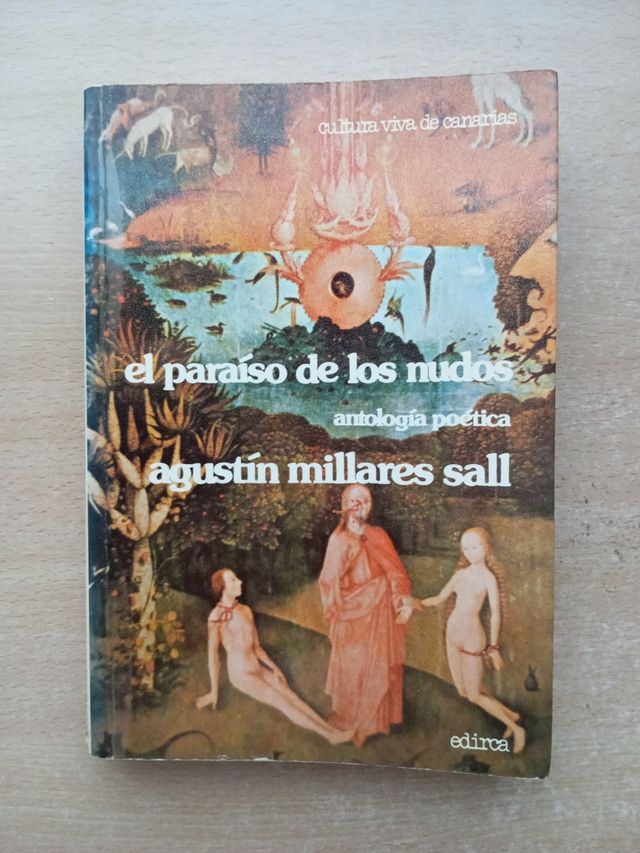 cultura viva de canarias
el paraíso de los nudos
antología poética
agustín millares sall
edirca